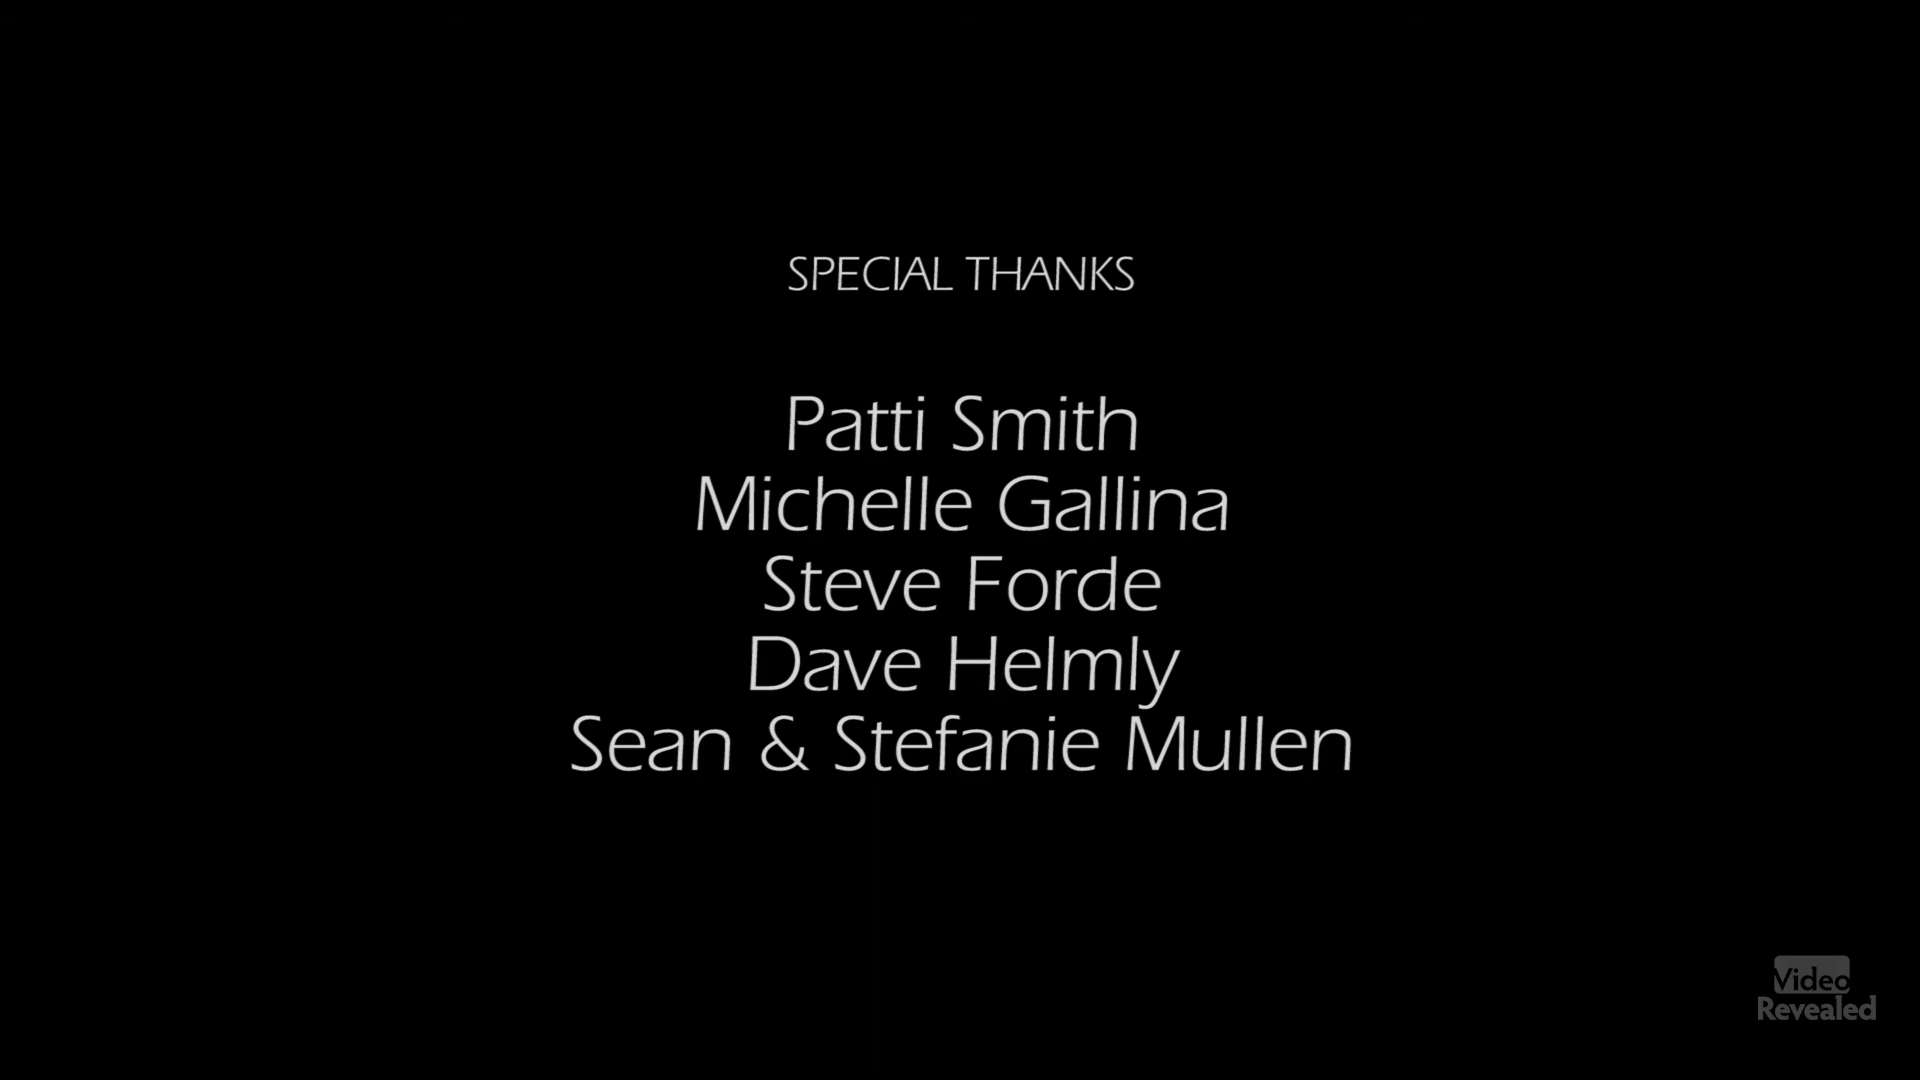 SPECIAL THANKS
Patti Smith
Michelle Gallina
Steve Forde
Dave Helmly
Sean & Stefanie Mullen
Video
Revealed